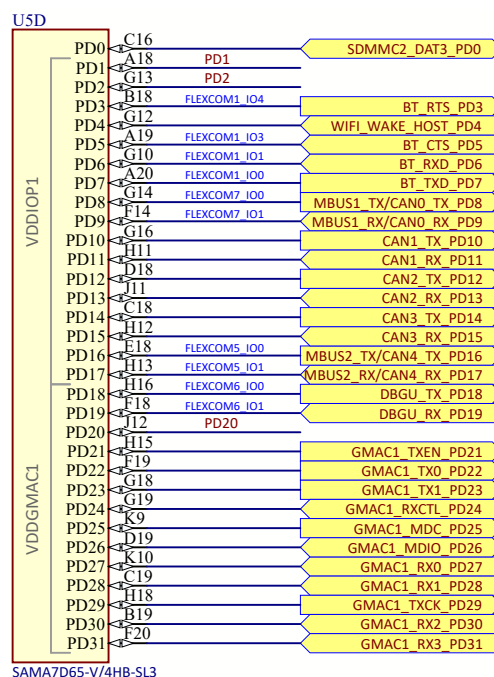 U5D
PD0 C16 SDMMC2_DAT3_PD0
PD1 A18 PD1
PD2 G13 PD2
PD3 B18 FLEXCOM1_IO4 BT_RTS_PD3
PD4 G12 WIFI_WAKE_HOST_PD4
PD5 A19 FLEXCOM1_IO3 BT_CTS_PD5
PD6 G10 FLEXCOM1_IO1 BT_RXD_PD6
PD7 A20 FLEXCOM1_IO0 BT_TXD_PD7
PD8 G14 FLEXCOM7_IO0 MBUS1_TX/CAN0_TX_PD8
PD9 F14 FLEXCOM7_IO1 MBUS1_RX/CAN0_RX_PD9
PD10 G16 CAN1_TX_PD10
PD11 H11 CAN1_RX_PD11
PD12 D18 CAN2_TX_PD12
PD13 J11 CAN2_RX_PD13
PD14 C18 CAN3_TX_PD14
PD15 H12 CAN3_RX_PD15
PD16 E18 FLEXCOM5_IO0 MBUS2_TX/CAN4_TX_PD16
PD17 H13 FLEXCOM5_IO1 MBUS2_RX/CAN4_RX_PD17
PD18 H16 FLEXCOM6_IO0 DBGU_TX_PD18
PD19 F18 FLEXCOM6_IO1 DBGU_RX_PD19
PD20 J12 PD20
PD21 H15 GMAC1_TXEN_PD21
PD22 F19 GMAC1_TX0_PD22
PD23 G18 GMAC1_TX1_PD23
PD24 G19 GMAC1_RXCTL_PD24
PD25 K9 GMAC1_MDC_PD25
PD26 D19 GMAC1_MDIO_PD26
PD27 K10 GMAC1_RX0_PD27
PD28 C19 GMAC1_RX1_PD28
PD29 H18 GMAC1_TXCK_PD29
PD30 B19 GMAC1_RX2_PD30
PD31 F20 GMAC1_RX3_PD31
VDDIOP1
VDDGMAC1
SAMA7D65-V/4HB-SL3